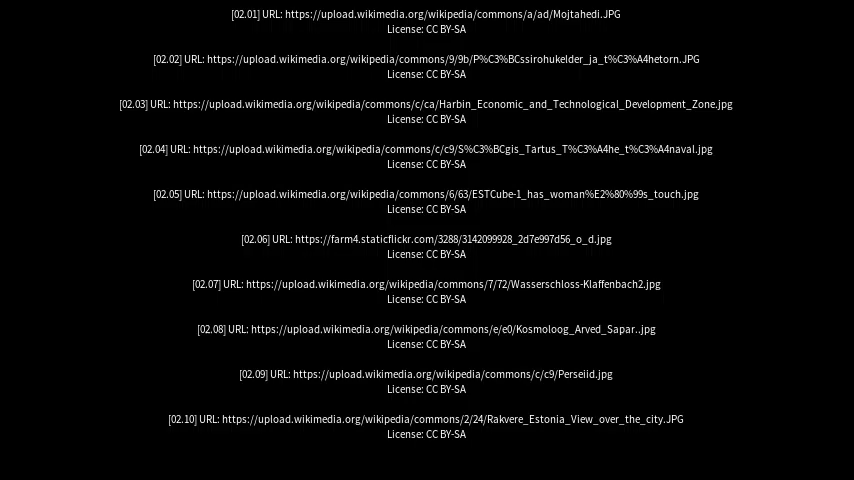 [02.01] URL: https://upload.wikimedia.org/wikipedia/commons/a/ad/Mojtahedi.JPG
License: CC BY-SA
[02.02] URL: https://upload.wikimedia.org/wikipedia/commons/9/9b/P%C3%BCssirohukelder_ja_t%C3%A4hetorn.JPG
License: CC BY-SA
[02.03] URL: https://upload.wikimedia.org/wikipedia/commons/c/ca/Harbin_Economic_and_Technological_Development_Zone.jpg
License: CC BY-SA
[02.04] URL: https://upload.wikimedia.org/wikipedia/commons/c/c9/S%C3%BCgis_Tartus_T%C3%A4he_t%C3%A4naval.jpg
License: CC BY-SA
[02.05] URL: https://upload.wikimedia.org/wikipedia/commons/6/63/ESTCube-1_has_woman%E2%80%99s_touch.jpg
License: CC BY-SA
[02.06] URL: https://farm4.staticflickr.com/3288/3142099928_2d7e997d56_o_d.jpg
License: CC BY-SA
[02.07] URL: https://upload.wikimedia.org/wikipedia/commons/7/72/Wasserschloss-Klaffenbach2.jpg
License: CC BY-SA
[02.08] URL: https://upload.wikimedia.org/wikipedia/commons/e/e0/Kosmoloog_Arved_Sapar..jpg
License: CC BY-SA
[02.09] URL: https://upload.wikimedia.org/wikipedia/commons/c/c9/Perseiid.jpg
License: CC BY-SA
[02.10] URL: https://upload.wikimedia.org/wikipedia/commons/2/24/Rakvere_Estonia_View_over_the_city.JPG
License: CC BY-SA